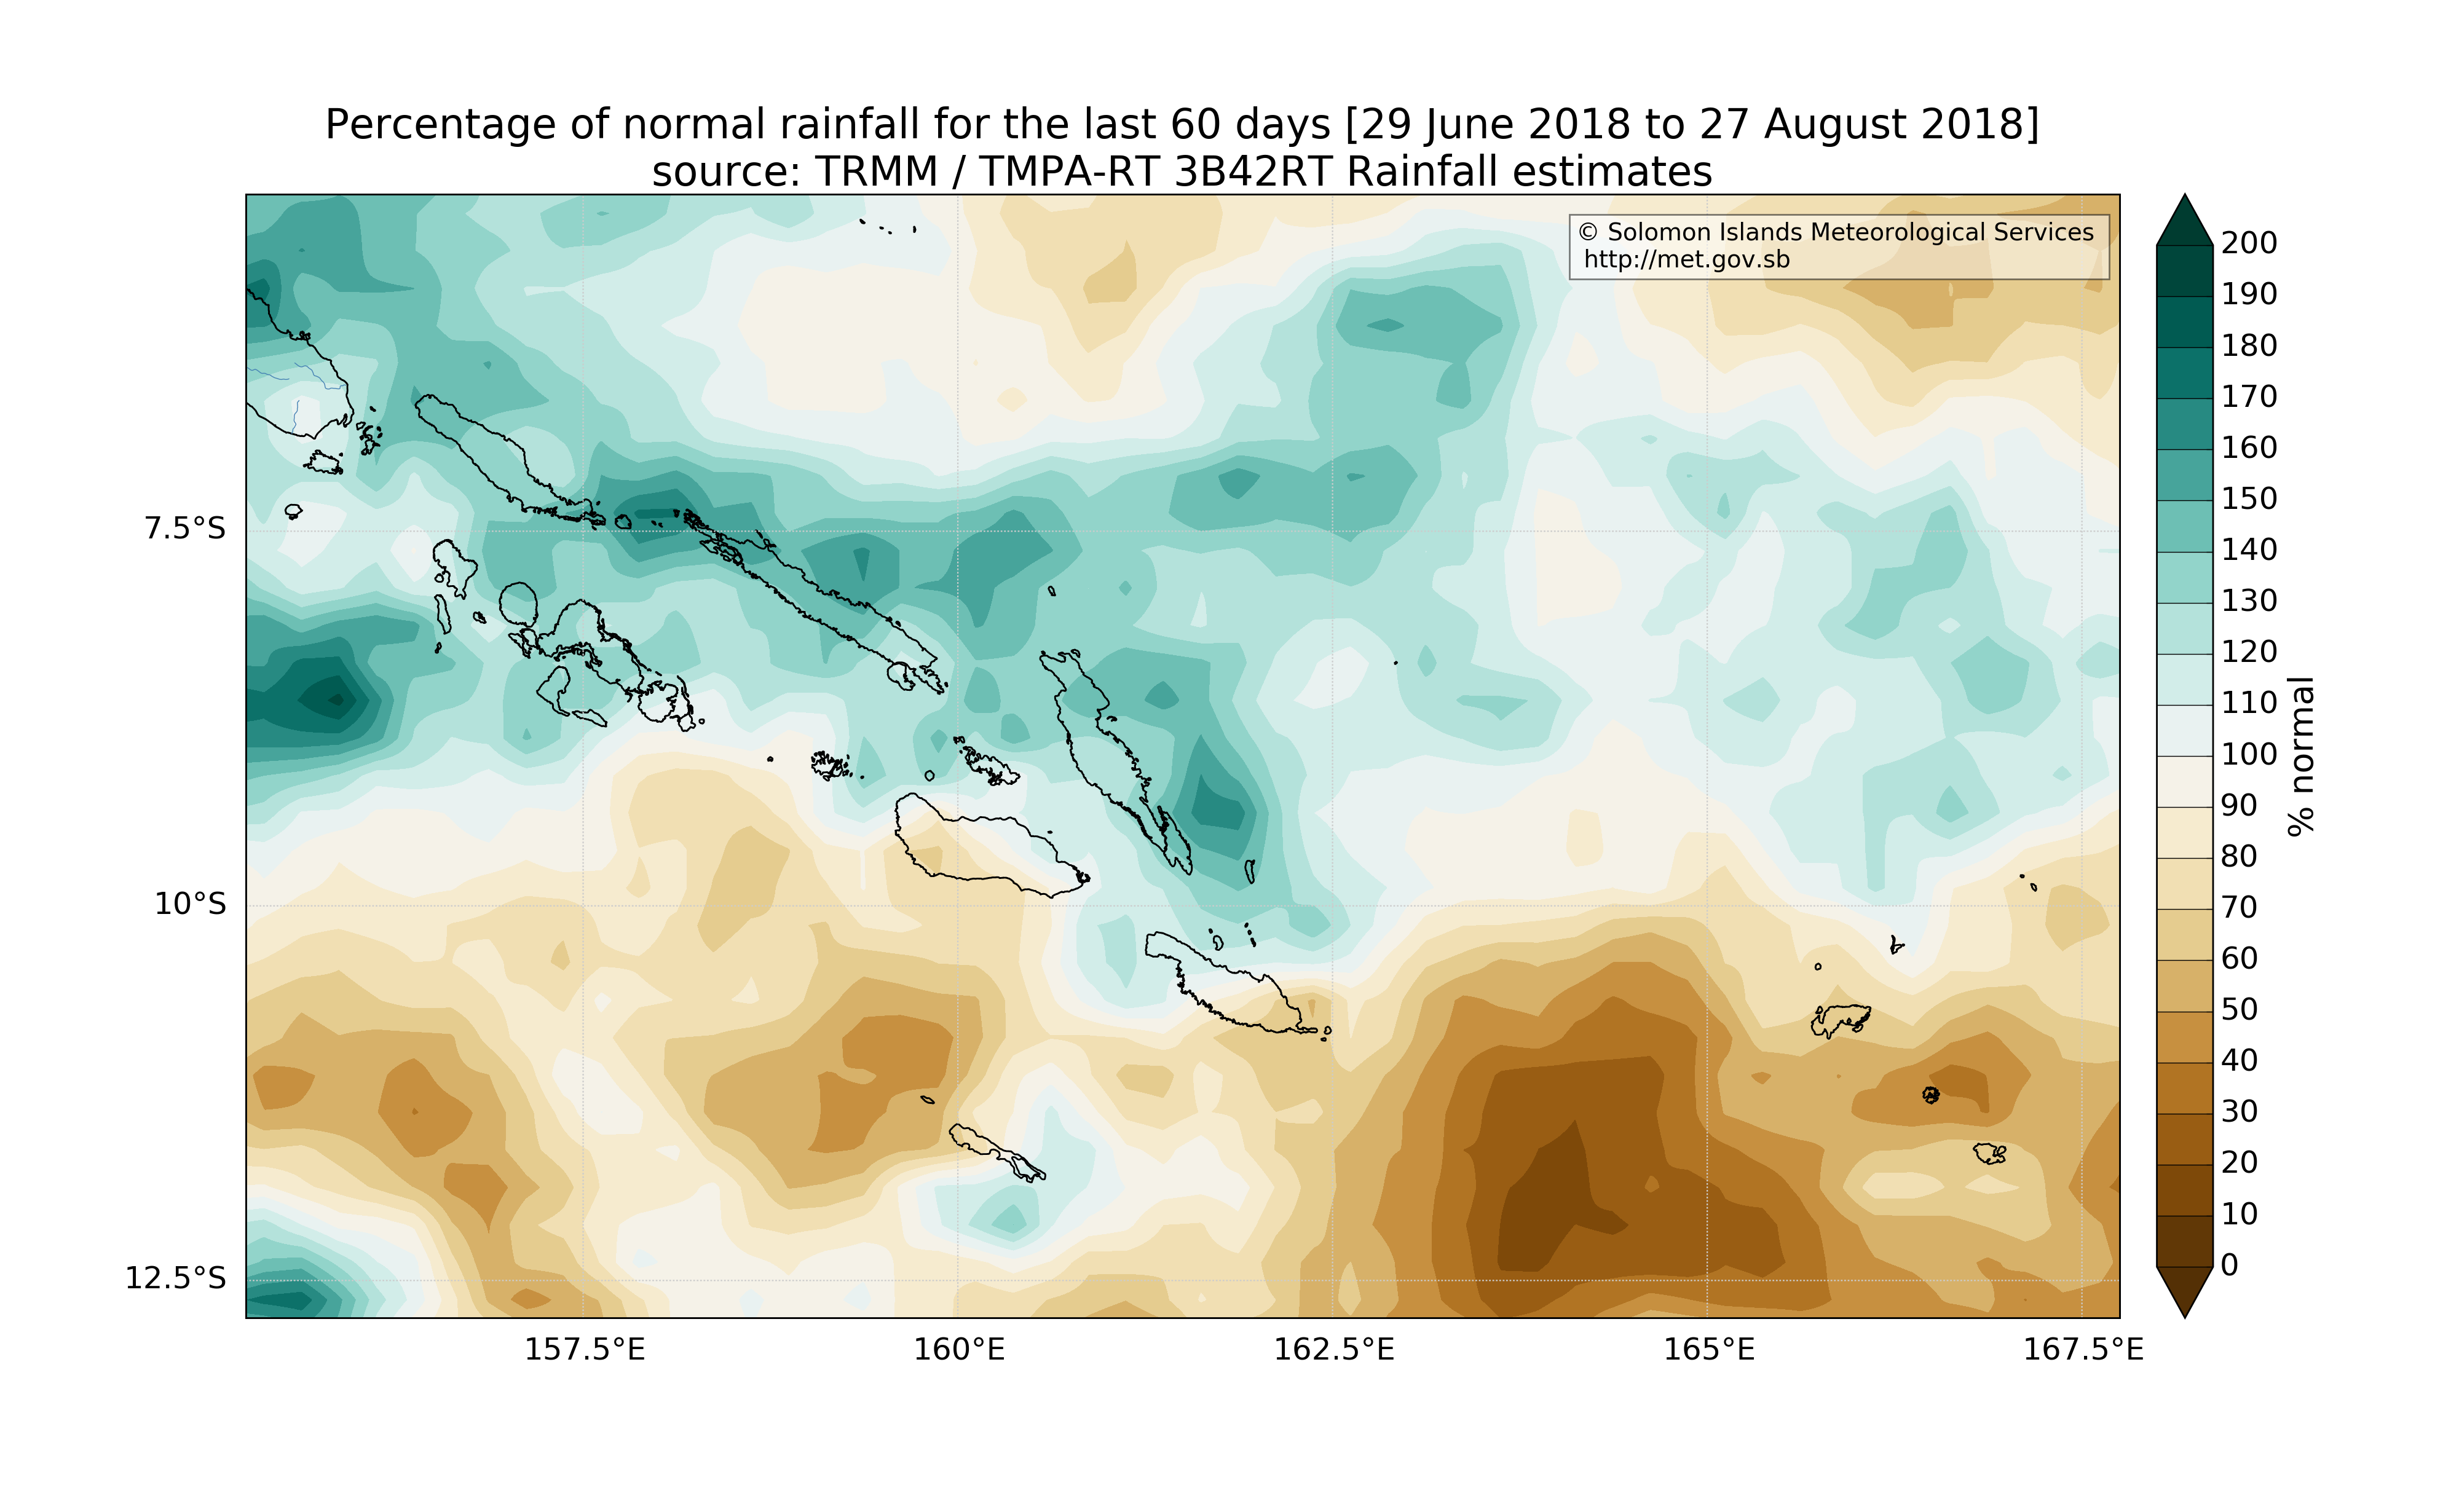 Percentage of normal rainfall for the last 60 days [29 June 2018 to 27 August 2018]
source: TRMM / TMPA-RT 3B42RT Rainfall estimates
© Solomon Islands Meteorological Services
http://met.gov.sb
7.5°S
10°S
12.5°S
157.5°E
160°E
162.5°E
165°E
167.5°E
200
190
180
170
160
150
140
130
120
110
100
90
80
70
60
50
40
30
20
10
0
% normal